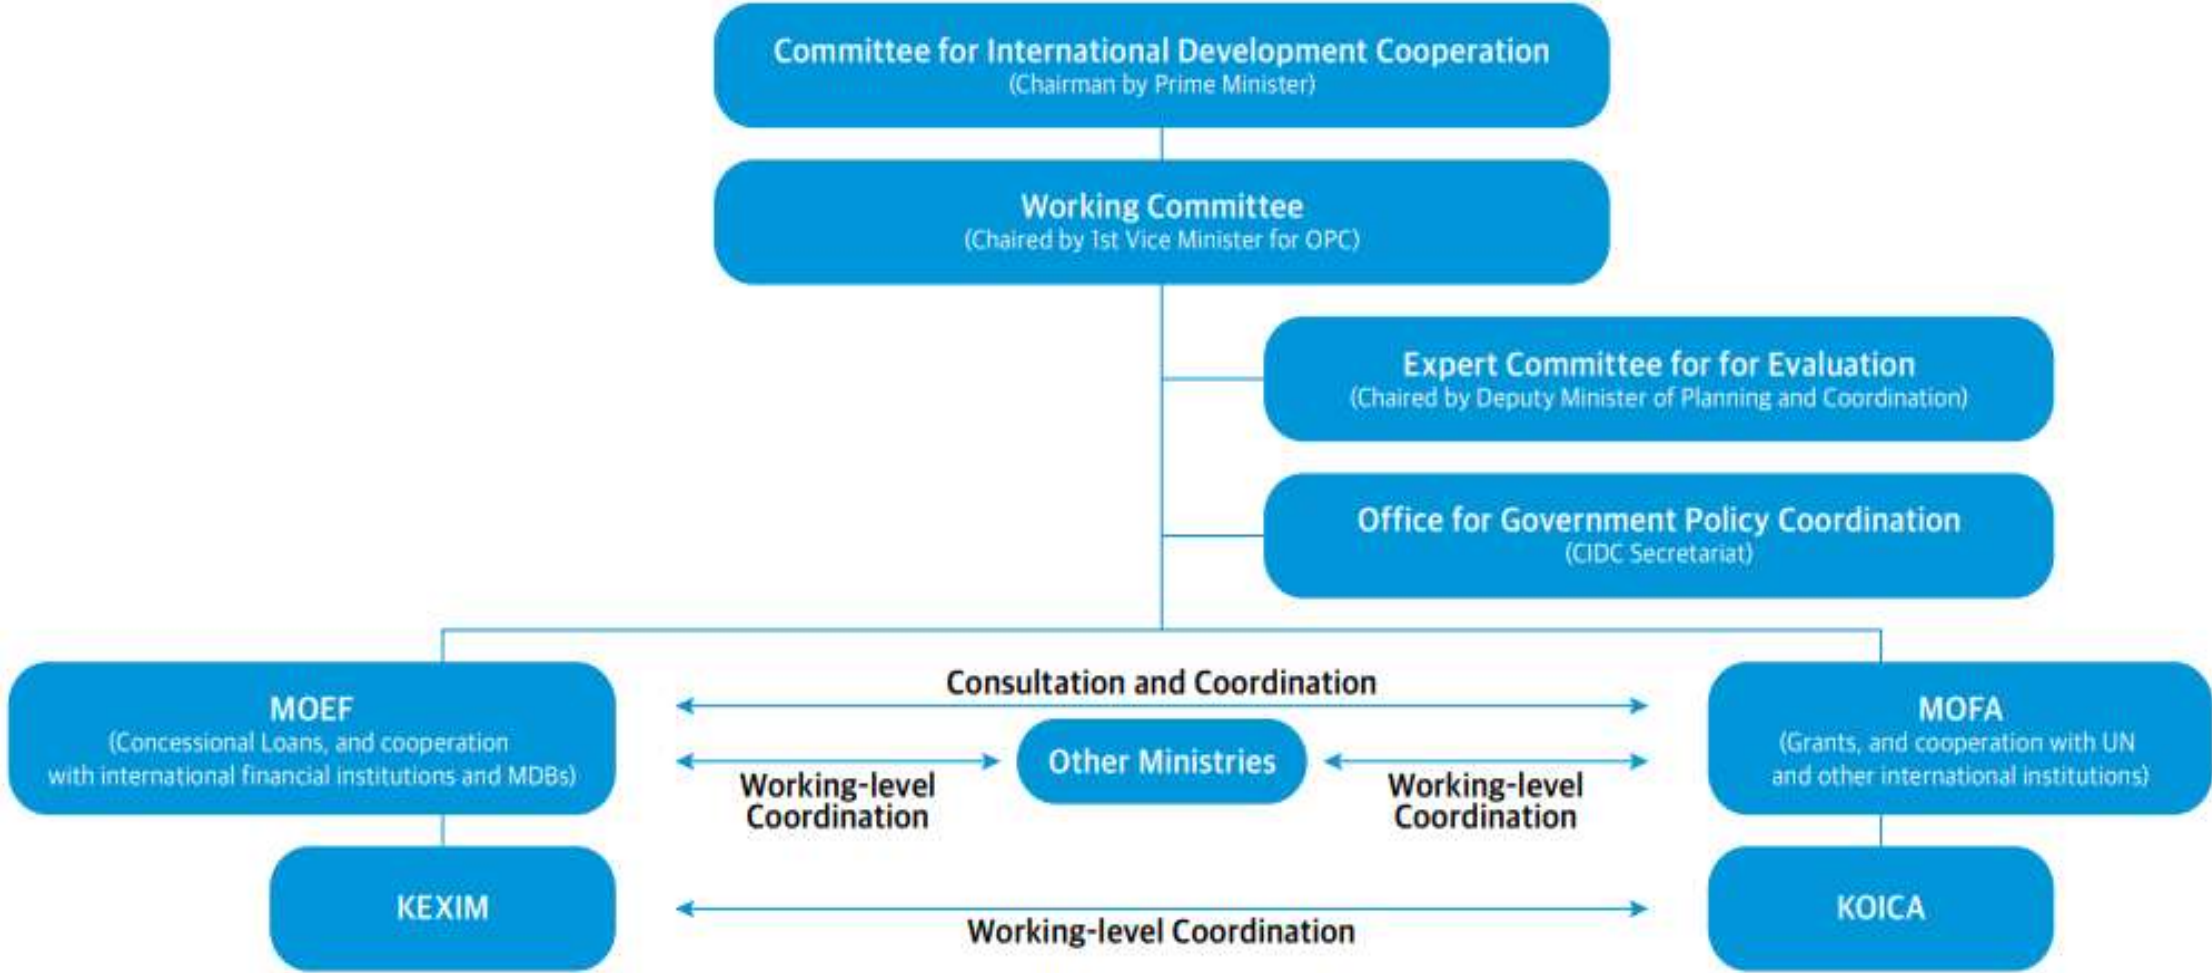 Committee for International Development Cooperation
(Chairman by Prime Minister)
Working Committee
(Chaired by 1st Vice Minister for OPC)
Expert Committee for for Evaluation
(Chaired by Deputy Minister of Planning and Coordination)
Office for Government Policy Coordination
(CIDC Secretariat)
MOEF
(Concessional Loans, and cooperation
with international financial institutions and MDBs)
Consultation and Coordination
Other Ministries
Working-level
Coordination
Working-level
Coordination
MOFA
(Grants, and cooperation with UN
and other international institutions)
KEXIM
Working-level Coordination
KOICA